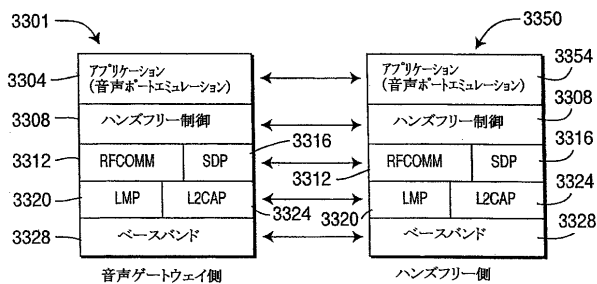 3301
3350
3304
アプリケーション
(音声ポートエミュレーション)
アプリケーション
(音声ポートエミュレーション)
3354
3308
ハンズフリー制御
ハンズフリー制御
3308
3312
RFCOMM
SDP
3316
3312
RFCOMM
SDP
3316
3320
LMP
L2CAP
3324
3320
LMP
L2CAP
3324
3328
ベースバンド
ベースバンド
3328
音声ゲートウェイ側
ハンズフリー側